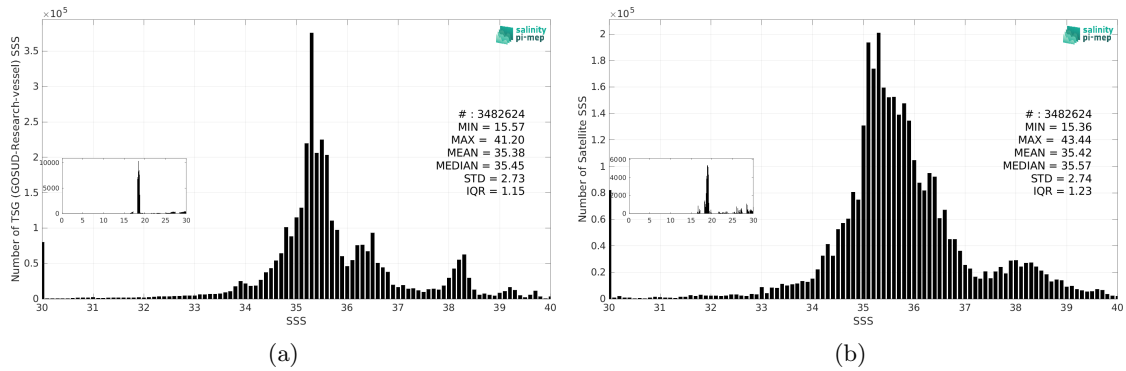 ×10⁵
salinity
pi-mep
Number of TSG (GOSUD-Research-vessel) SSS
3.5
3
2.5
2
1.5
1
0.5
0
# : 3482624
MIN = 15.57
MAX = 41.20
MEAN = 35.38
MEDIAN = 35.45
STD = 2.73
IQR = 1.15
10000
5000
0
0 5 10 15 20 25 30
30 31 32 33 34 35 36 37 38 39 40
SSS
(a)
×10⁵
salinity
pi-mep
Number of Satellite SSS
2
1.8
1.6
1.4
1.2
1
0.8
0.6
0.4
0.2
0
# : 3482624
MIN = 15.36
MAX = 43.44
MEAN = 35.42
MEDIAN = 35.57
STD = 2.74
IQR = 1.23
6000
4000
2000
0
0 5 10 15 20 25 30
30 31 32 33 34 35 36 37 38 39 40
SSS
(b)